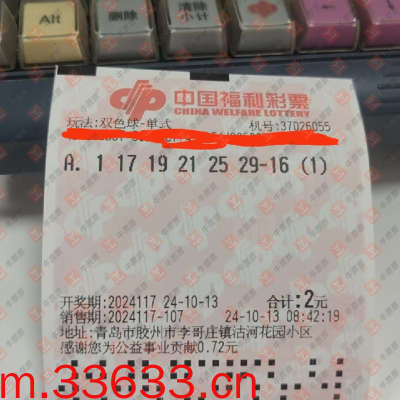 Alt
删除
清除
小计
中国福利彩票
CHINA WELFARE LOTTERY
玩法:双色球-单式 机号:37026055
A. 1 17 19 21 25 29-16 (1)
开奖期:2024117 24-10-13 合计:2元
销售期:2024117-107 24-10-13 08:42:19
地址:青岛市胶州市李哥庄镇沽河花园小区
感谢您为公益事业贡献0.72元
m.33633.cn